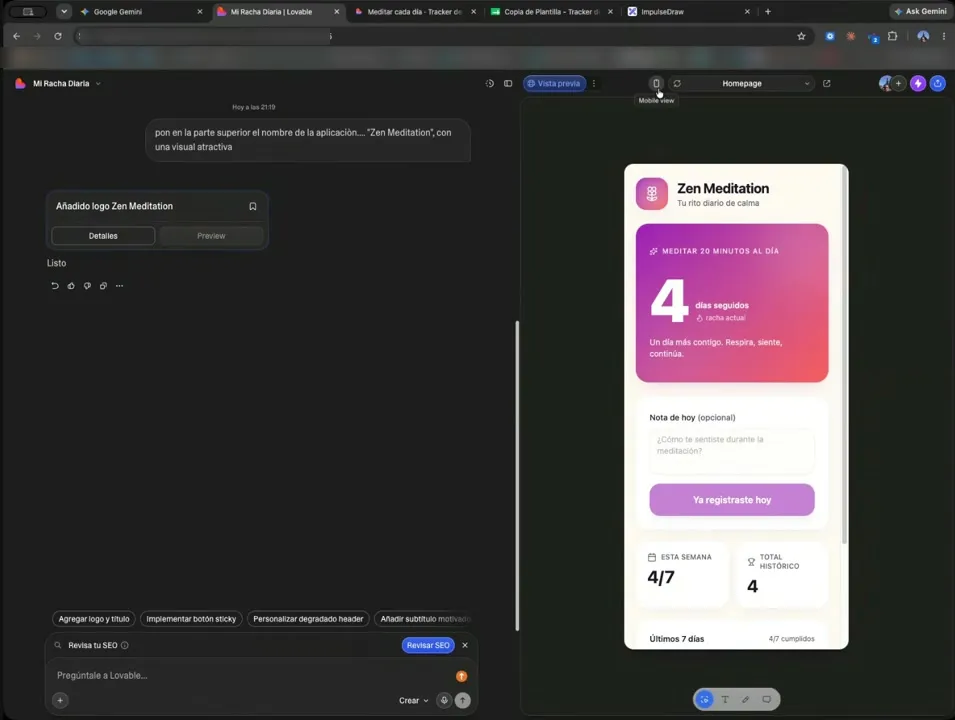 Google Gemini
Mi Racha Diaria | Lovable
Meditar cada día - Tracker de
Copia de Plantilla - Tracker d
ImpulseDraw
Ask Gemini
2
Mi Racha Diaria
Vista previa
Homepage
Mobile view
Hoy a las 21:19
pon en la parte superior el nombre de la aplicaciòn.... "Zen Meditation", con
una visual atractiva
Añadido logo Zen Meditation
Detalles
Preview
Listo
Zen Meditation
Tu rito diario de calma
MEDITAR 20 MINUTOS AL DÍA
4
días seguidos
racha actual
Un día más contigo. Respira, siente,
continúa.
Nota de hoy (opcional)
¿Cómo te sentiste durante la
meditación?
Ya registraste hoy
ESTA SEMANA
4/7
TOTAL
HISTÓRICO
4
Últimos 7 días
4/7 cumplidos
Agregar logo y título
Implementar botón sticky
Personalizar degradado header
Añadir subtítulo motivado
Revisa tu SEO
Revisar SEO
Pregúntale a Lovable...
Crear